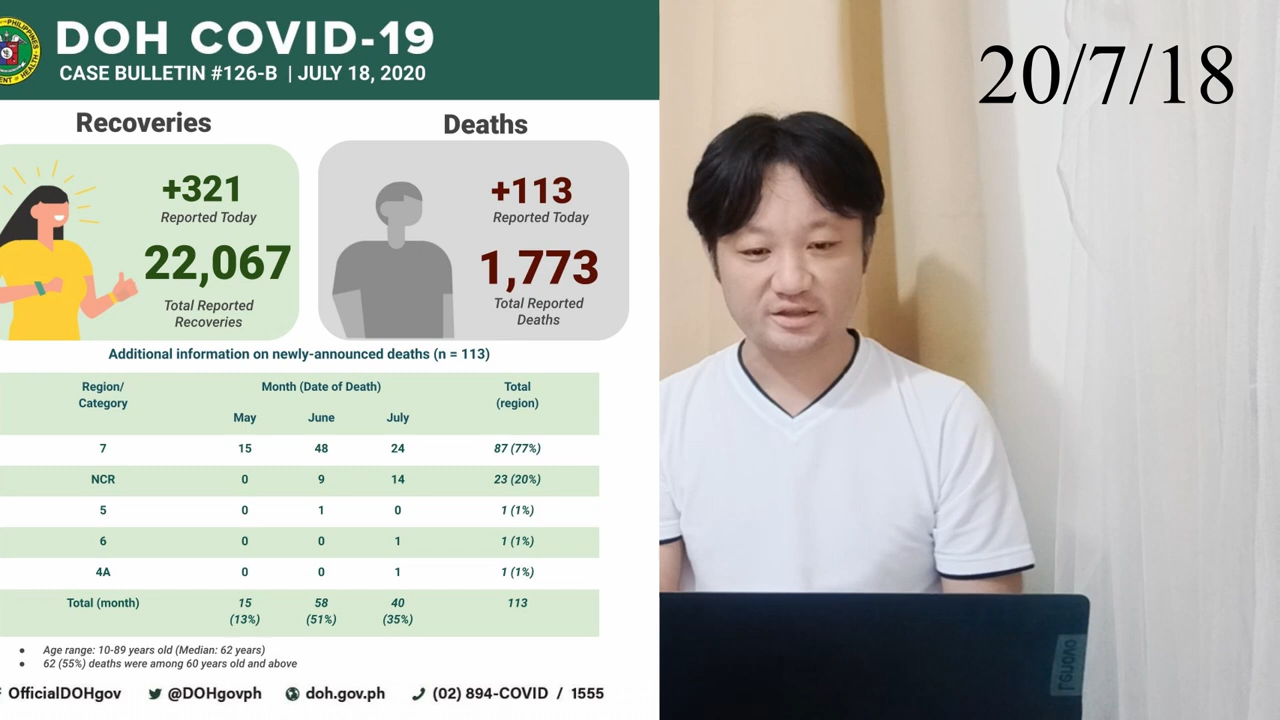 DOH COVID-19
CASE BULLETIN #126-B | JULY 18, 2020
Recoveries
+321
Reported Today
22,067
Total Reported
Recoveries
Deaths
+113
Reported Today
1,773
Total Reported
Deaths
Additional information on newly-announced deaths (n = 113)
Region/
Category
Month (Date of Death)
Total
(region)
May June July
7 15 48 24 87 (77%)
NCR 0 9 14 23 (20%)
5 0 1 0 1 (1%)
6 0 0 1 1 (1%)
4A 0 0 1 1 (1%)
Total (month) 15 58 40 113
(13%) (51%) (35%)
● Age range: 10-89 years old (Median: 62 years)
● 62 (55%) deaths were among 60 years old and above
OfficialDOHgov @DOHgovph doh.gov.ph (02) 894-COVID / 1555
20/7/18
Lenovo